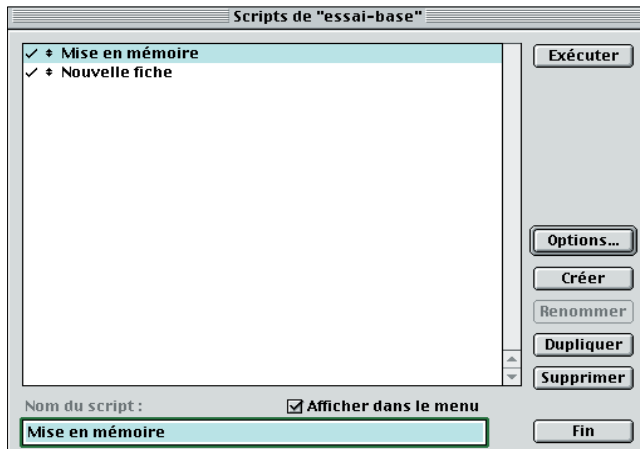 Scripts de "essai-base"
Mise en mémoire
Nouvelle fiche
Exécuter
Options...
Créer
Renommer
Dupliquer
Supprimer
Nom du script :
Afficher dans le menu
Mise en mémoire
Fin